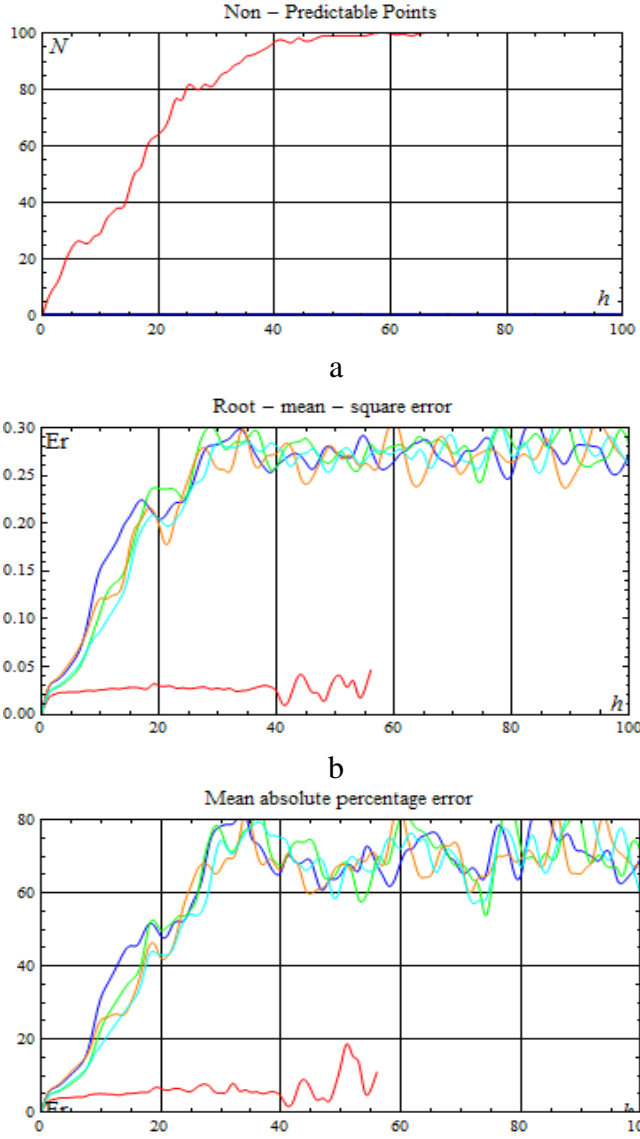 Non – Predictable Points
N
100
80
60
40
20
0
h
0 20 40 60 80 100
a
Root – mean – square error
0.30
Er
0.25
0.20
0.15
0.10
0.05
0.00
h
0 20 40 60 80 100
b
Mean absolute percentage error
80
60
40
20
0
Er
h
0 20 40 60 80 100